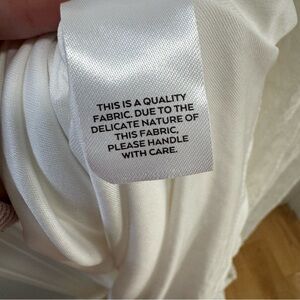 THIS IS A QUALITY
FABRIC. DUE TO THE
DELICATE NATURE OF
THIS FABRIC,
PLEASE HANDLE
WITH CARE.